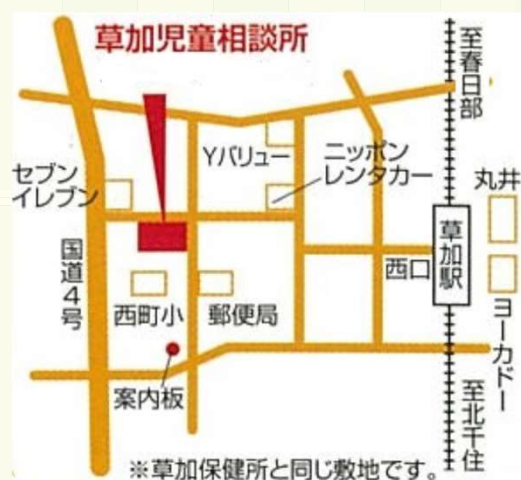 草加児童相談所
至春日部
Yバリュー
ニッポン
レンタカー
セブン
イレブン
丸井
草加駅
西口
国道4号
西町小
郵便局
ヨーカドー
案内板
至北千住
※草加保健所と同じ敷地です。